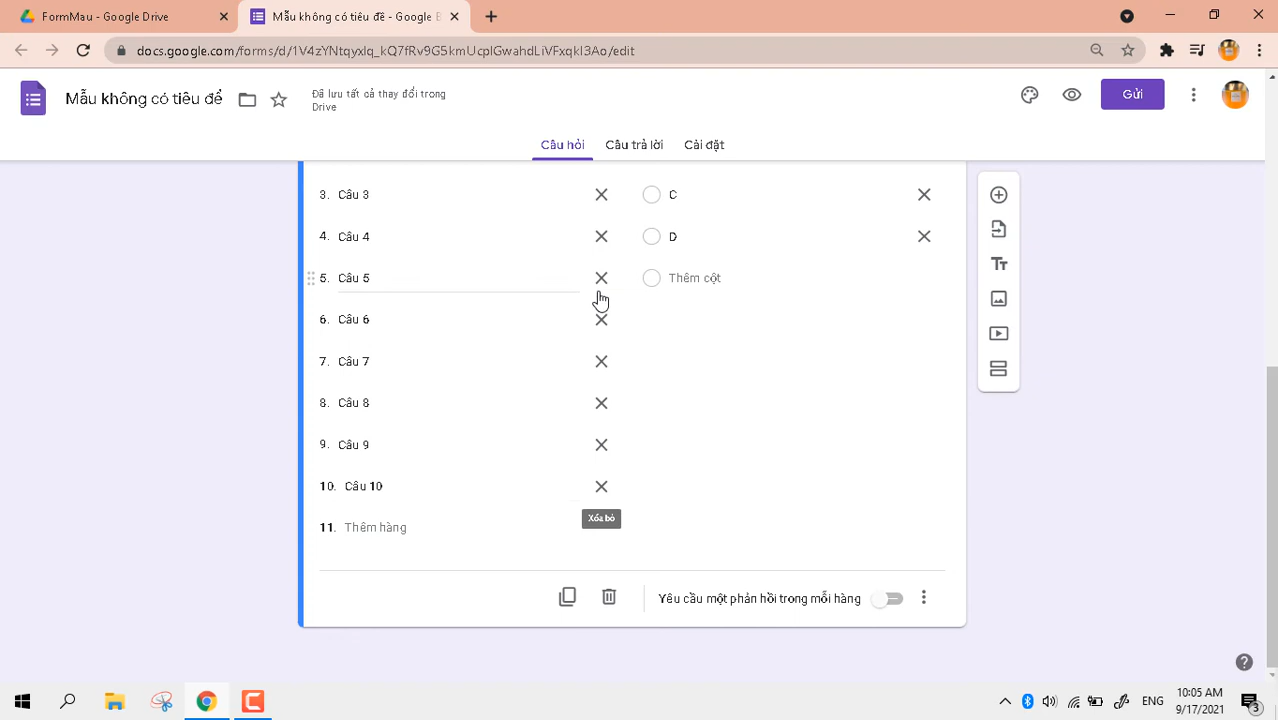 FormMau - Google Drive
Mẫu không có tiêu đề - Google B
docs.google.com/forms/d/1V4zYNtqyxlq_kQ7fRv9G5kmUcplGwahdLiVFxqkI3Ao/edit
Mẫu không có tiêu đề
Đã lưu tất cả thay đổi trong
Drive
Gửi
Câu hỏi
Câu trả lời
Cài đặt
3. Câu 3
C
4. Câu 4
D
5. Câu 5
Thêm cột
6. Câu 6
7. Câu 7
8. Câu 8
9. Câu 9
10. Câu 10
Xóa bỏ
11. Thêm hàng
Yêu cầu một phản hồi trong mỗi hàng
ENG
10:05 AM
9/17/2021
3